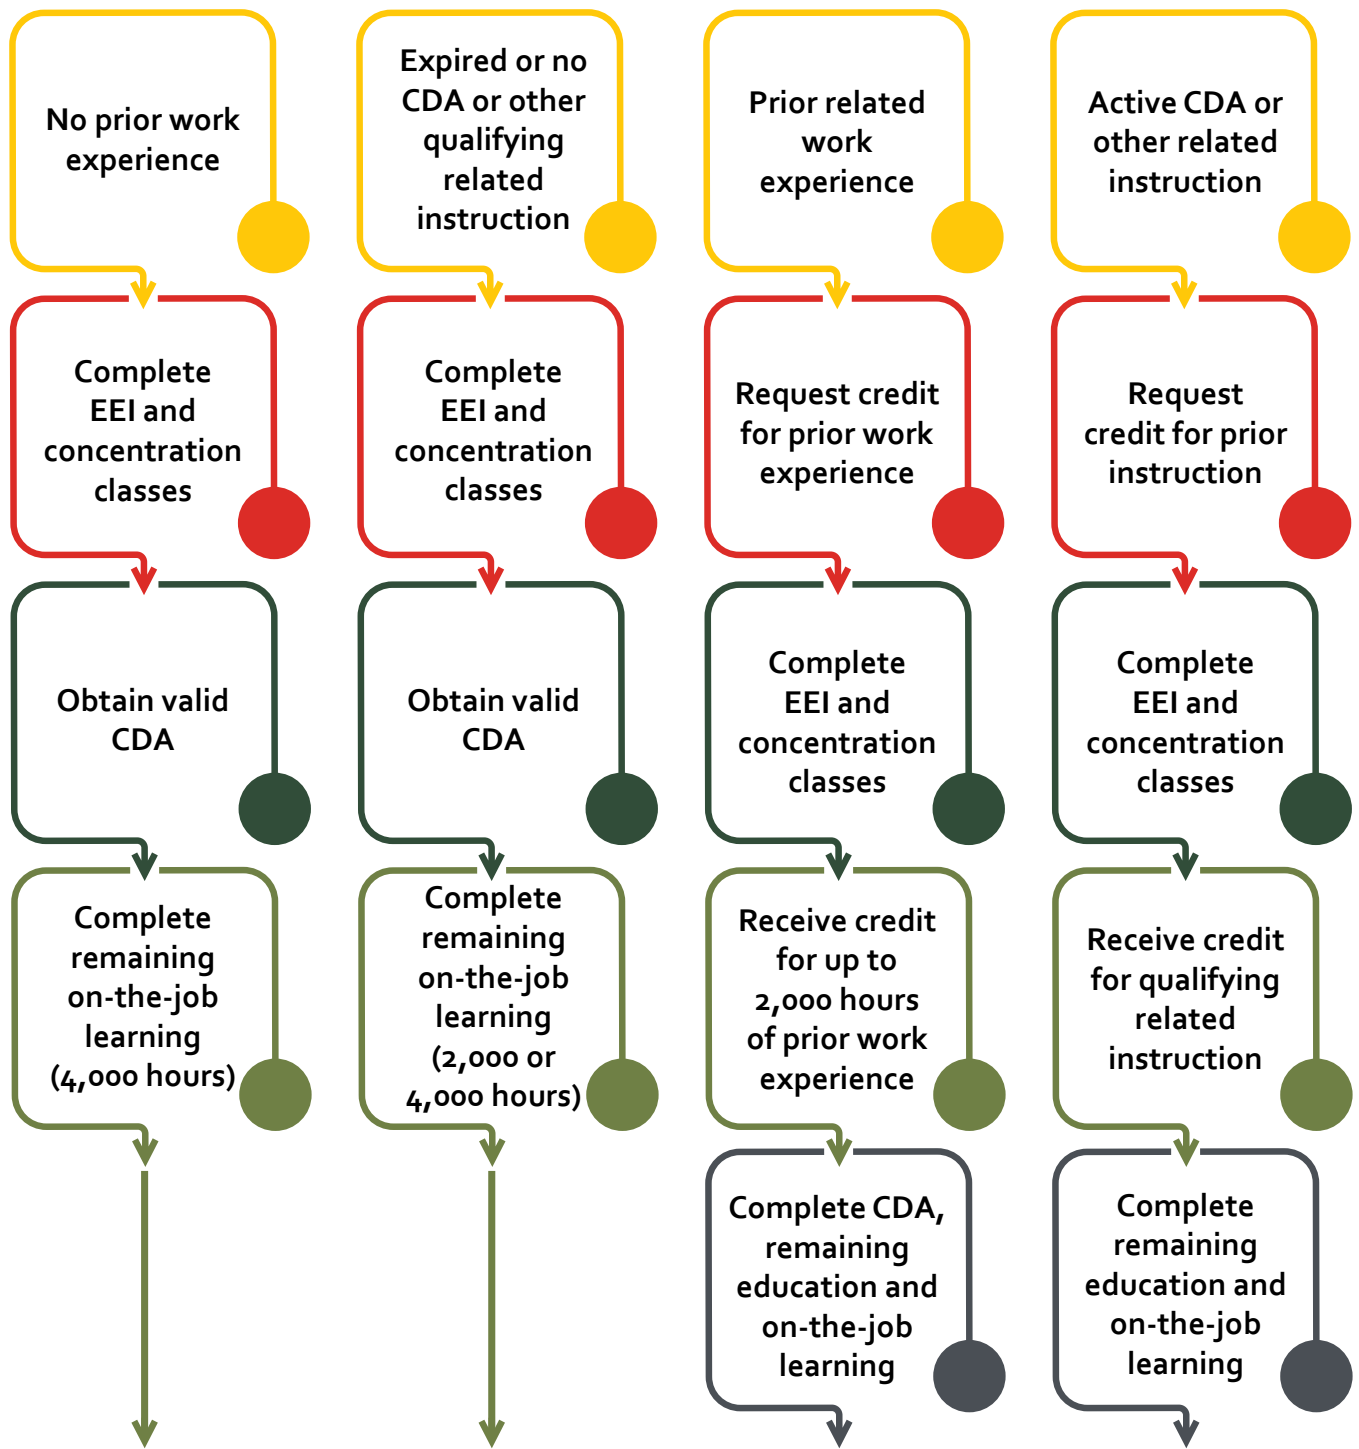 No prior work
experience
Expired or no
CDA or other
qualifying
related
instruction
Prior related
work
experience
Active CDA or
other related
instruction
Complete
EEI and
concentration
classes
Complete
EEI and
concentration
classes
Request credit
for prior work
experience
Request
credit for prior
instruction
Obtain valid
CDA
Obtain valid
CDA
Complete
EEI and
concentration
classes
Complete
EEI and
concentration
classes
Complete
remaining
on-the-job
learning
(4,000 hours)
Complete
remaining
on-the-job
learning
(2,000 or
4,000 hours)
Receive credit
for up to
2,000 hours
of prior work
experience
Receive credit
for qualifying
related
instruction
Complete CDA,
remaining
education and
on-the-job
learning
Complete
remaining
education and
on-the-job
learning